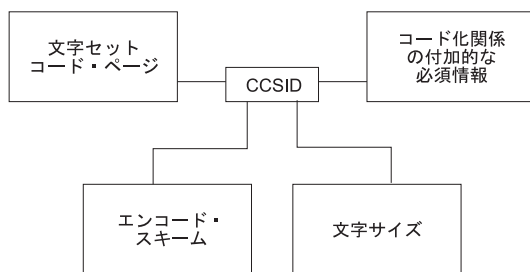 文字セット
コード・ページ
コード化関係
の付加的な
必須情報
CCSID
エンコード・
スキーム
文字サイズ